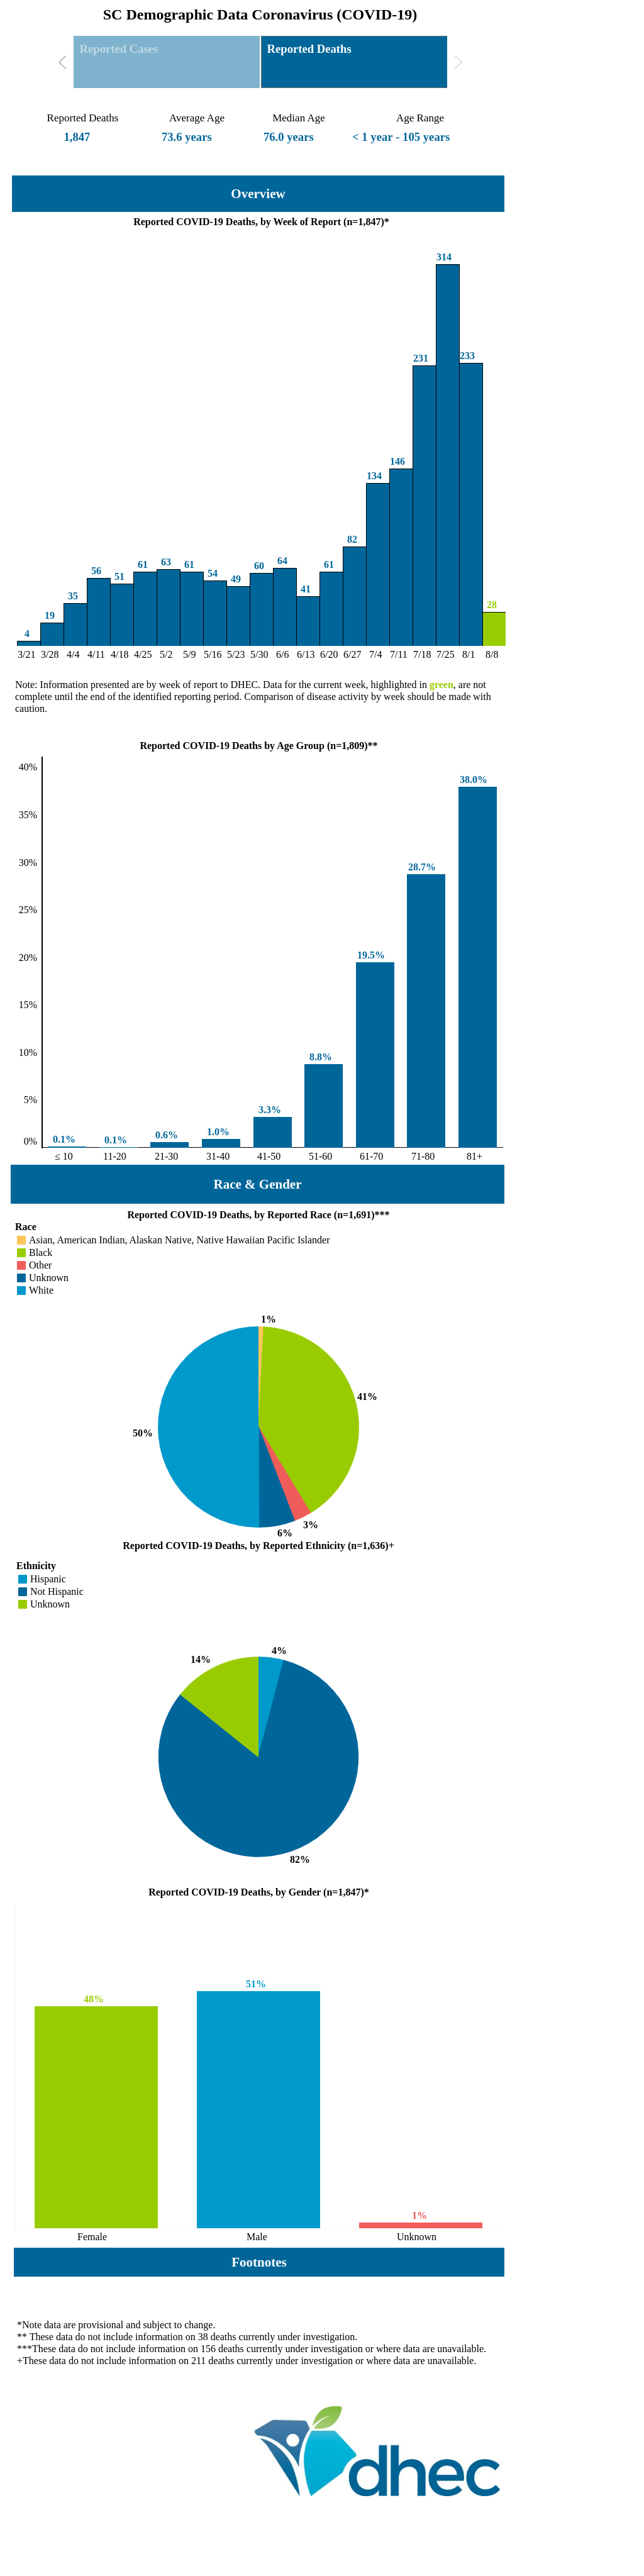 SC Demographic Data Coronavirus (COVID-19)
Reported Cases
Reported Deaths
Reported Deaths Average Age Median Age Age Range
1,847 73.6 years 76.0 years < 1 year - 105 years
Overview
Reported COVID-19 Deaths, by Week of Report (n=1,847)*
4 19 35 56 51 61 63 61 54 49 60 64 41 61 82 134 146 231 314 233 28
3/21 3/28 4/4 4/11 4/18 4/25 5/2 5/9 5/16 5/23 5/30 6/6 6/13 6/20 6/27 7/4 7/11 7/18 7/25 8/1 8/8
Note: Information presented are by week of report to DHEC. Data for the current week, highlighted in green, are not
complete until the end of the identified reporting period. Comparison of disease activity by week should be made with
caution.
Reported COVID-19 Deaths by Age Group (n=1,809)**
40%
35%
30%
25%
20%
15%
10%
5%
0%
0.1% 0.1% 0.6% 1.0% 3.3% 8.8% 19.5% 28.7% 38.0%
≤ 10 11-20 21-30 31-40 41-50 51-60 61-70 71-80 81+
Race & Gender
Reported COVID-19 Deaths, by Reported Race (n=1,691)***
Race
Asian, American Indian, Alaskan Native, Native Hawaiian Pacific Islander
Black
Other
Unknown
White
1%
41%
50%
3%
6%
Reported COVID-19 Deaths, by Reported Ethnicity (n=1,636)+
Ethnicity
Hispanic
Not Hispanic
Unknown
4%
14%
82%
Reported COVID-19 Deaths, by Gender (n=1,847)*
51%
48%
1%
Female Male Unknown
Footnotes
*Note data are provisional and subject to change.
** These data do not include information on 38 deaths currently under investigation.
***These data do not include information on 156 deaths currently under investigation or where data are unavailable.
+These data do not include information on 211 deaths currently under investigation or where data are unavailable.
dhec